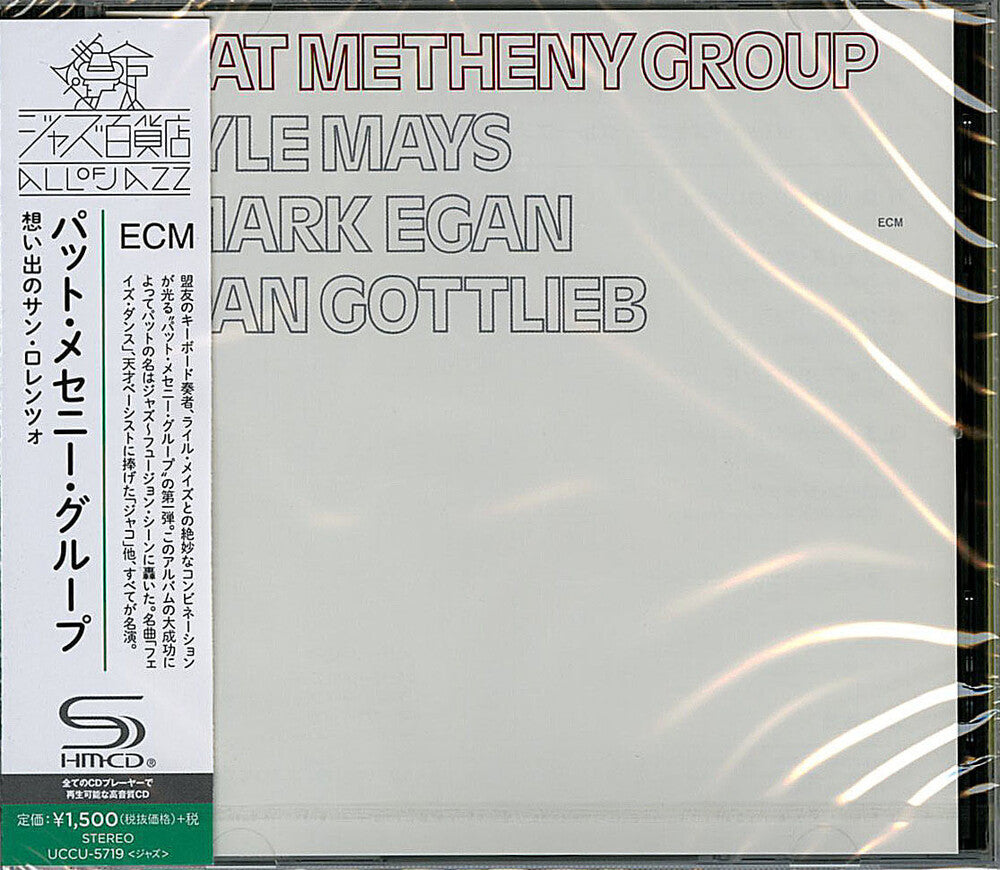 ジャズ百貨店
ALL OF JAZZ
ECM
パット・メセニー・グループ
想い出のサン・ロレンツォ
盟友のキーボード奏者、ライル・メイズとの絶妙なコンビネーション
が光る“パット・メセニー・グループ”の第一弾。このアルバムの大成功に
よってパットの名はジャズ～フュージョン・シーンに轟いた。名曲「フェ
イズ・ダンス」、天才ベーシストに捧げた「ジャコ」他、すべてが名演。
SHM-CD®
全てのCDプレーヤーで
再生可能な高音質CD
定価:¥1,500(税抜価格)+税
STEREO
UCCU-5719 <ジャズ>
AT METHENY GROUP
YLE MAYS
MARK EGAN
AN GOTTLIEB
ECM